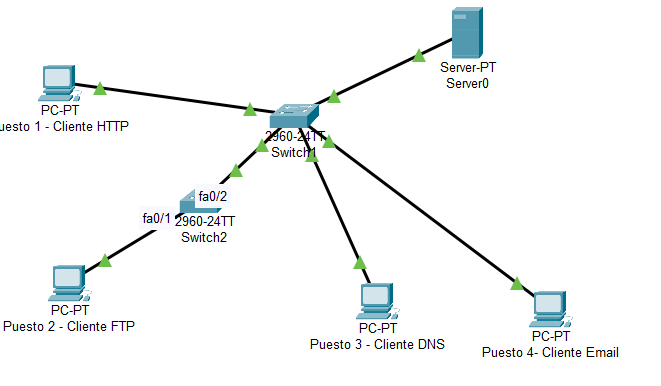 Server-PT
Server0
PC-PT
uesto 1 - Cliente HTTP
2960-24TT
Switch1
fa0/2
fa0/1
2960-24TT
Switch2
PC-PT
Puesto 2 - Cliente FTP
PC-PT
Puesto 3 - Cliente DNS
PC-PT
Puesto 4- Cliente Email